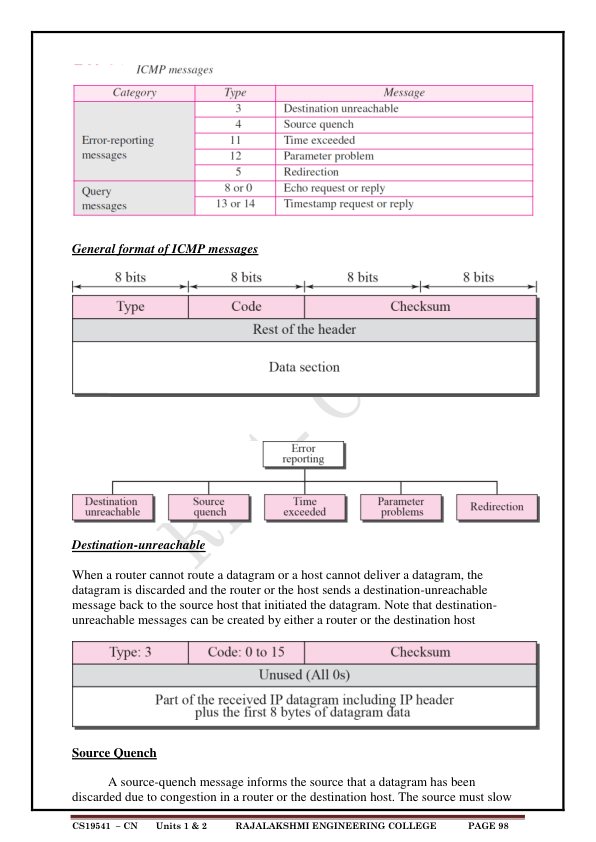 ICMP messages
Category Type Message
Error-reporting messages 3 Destination unreachable
4 Source quench
11 Time exceeded
12 Parameter problem
5 Redirection
Query messages 8 or 0 Echo request or reply
13 or 14 Timestamp request or reply
General format of ICMP messages
8 bits 8 bits 8 bits 8 bits
Type Code Checksum
Rest of the header
Data section
Error
reporting
Destination
unreachable
Source
quench
Time
exceeded
Parameter
problems
Redirection
Destination-unreachable
When a router cannot route a datagram or a host cannot deliver a datagram, the
datagram is discarded and the router or the host sends a destination-unreachable
message back to the source host that initiated the datagram. Note that destination-
unreachable messages can be created by either a router or the destination host
Type: 3 Code: 0 to 15 Checksum
Unused (All 0s)
Part of the received IP datagram including IP header
plus the first 8 bytes of datagram data
Source Quench
A source-quench message informs the source that a datagram has been
discarded due to congestion in a router or the destination host. The source must slow
CS19541 – CN Units 1 & 2 RAJALAKSHMI ENGINEERING COLLEGE PAGE 98